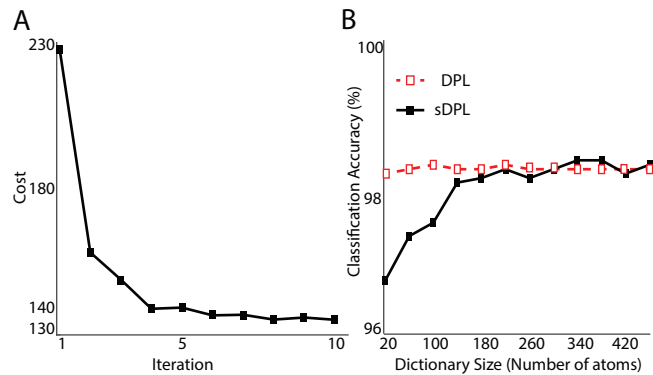 A
230
180
140
130
Cost
1
5
10
Iteration
B
100
98
96
Classification Accuracy (%)
DPL
sDPL
20 100 180 260 340 420
Dictionary Size (Number of atoms)